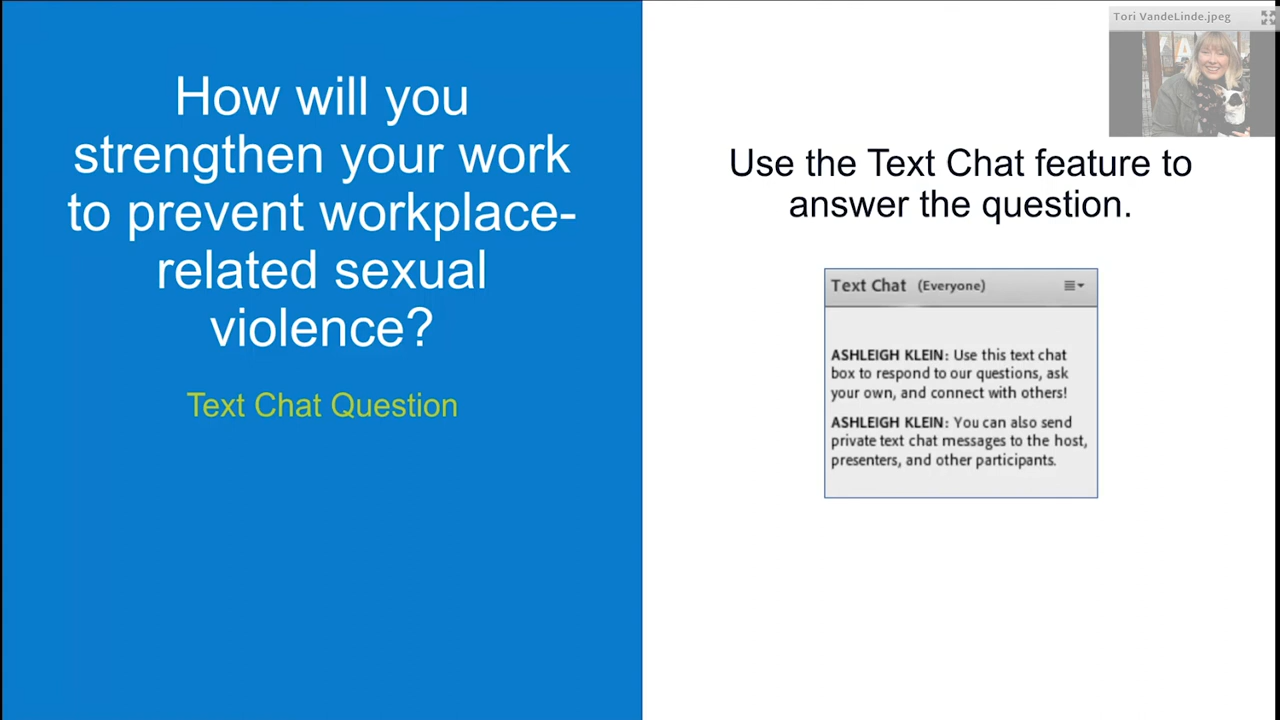 How will you
strengthen your work
to prevent workplace-
related sexual
violence?
Text Chat Question
Tori VandeLinde.jpeg
Use the Text Chat feature to
answer the question.
Text Chat (Everyone)
ASHLEIGH KLEIN: Use this text chat
box to respond to our questions, ask
your own, and connect with others!
ASHLEIGH KLEIN: You can also send
private text chat messages to the host,
presenters, and other participants.